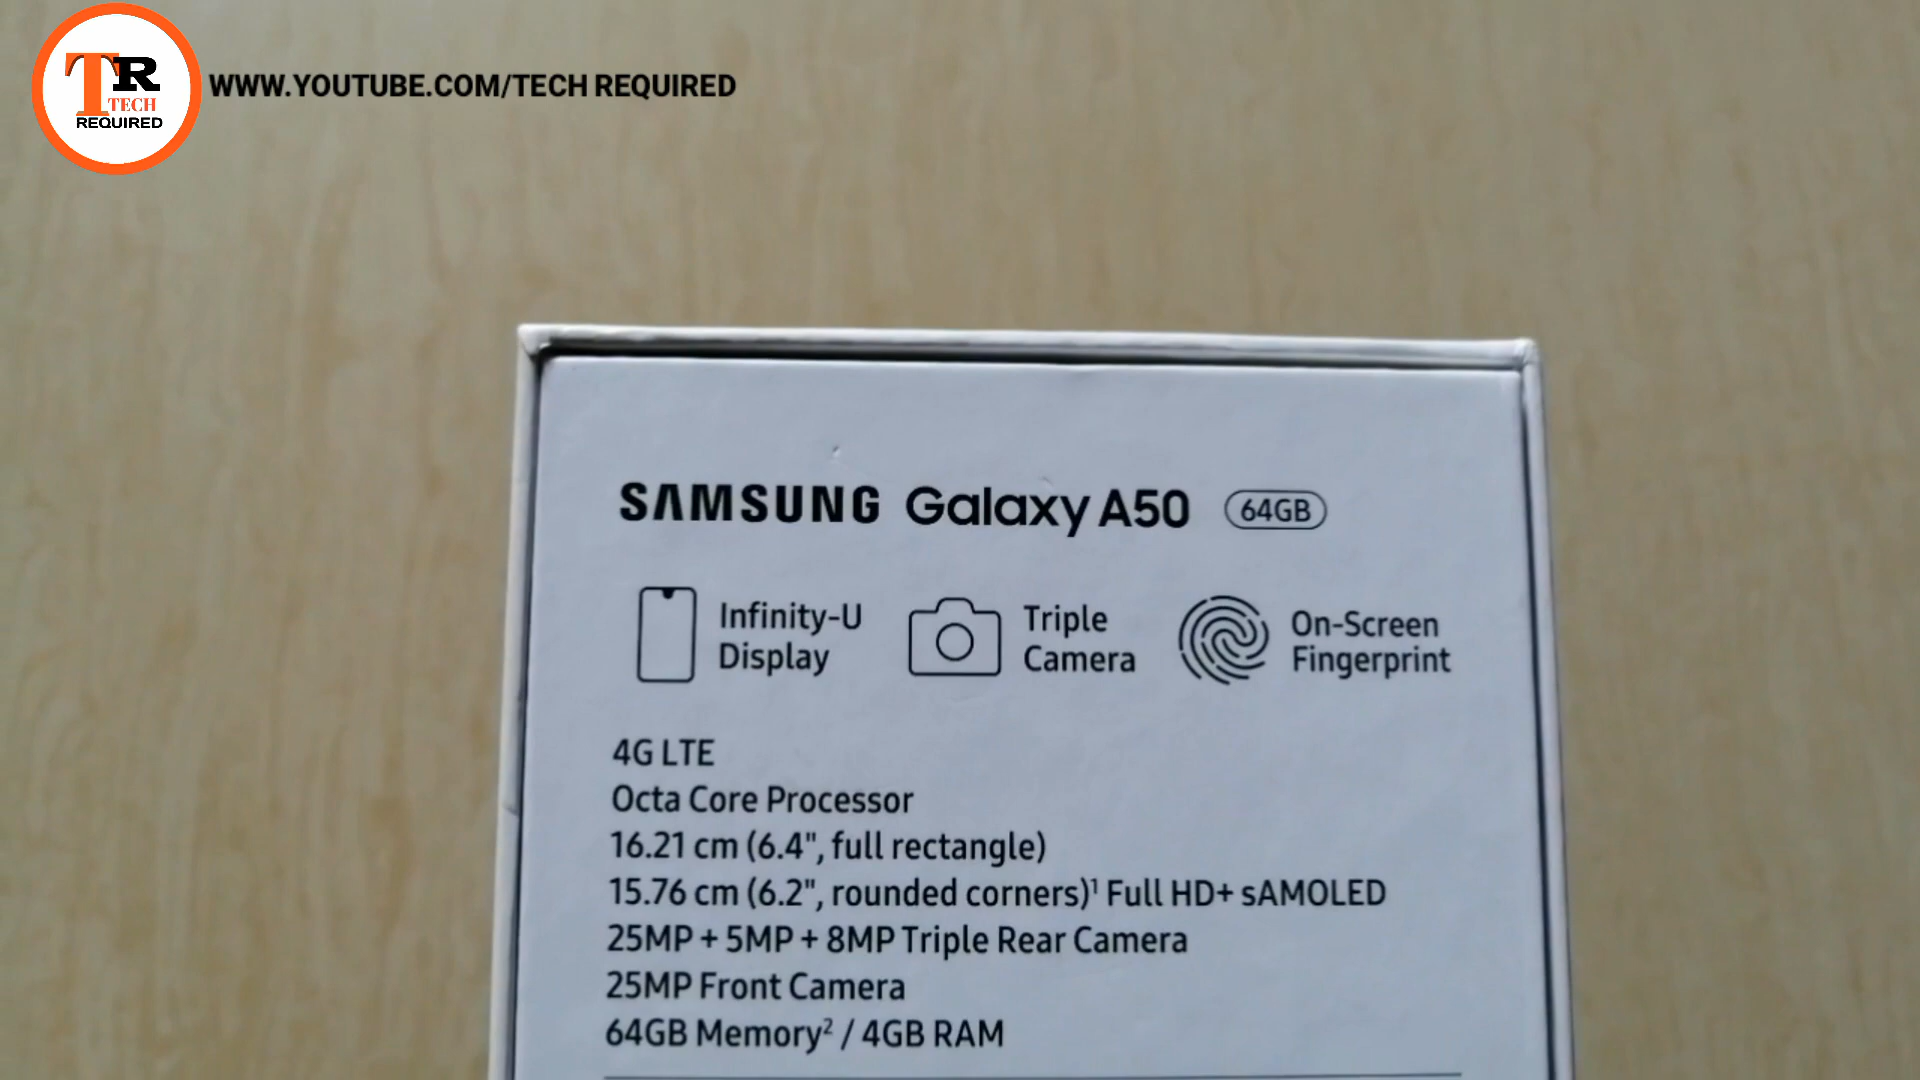 TR
TECH
REQUIRED
WWW.YOUTUBE.COM/TECH REQUIRED
SAMSUNG Galaxy A50 64GB
Infinity-U
Display
Triple
Camera
On-Screen
Fingerprint
4G LTE
Octa Core Processor
16.21 cm (6.4", full rectangle)
15.76 cm (6.2", rounded corners)¹ Full HD+ sAMOLED
25MP + 5MP + 8MP Triple Rear Camera
25MP Front Camera
64GB Memory² / 4GB RAM